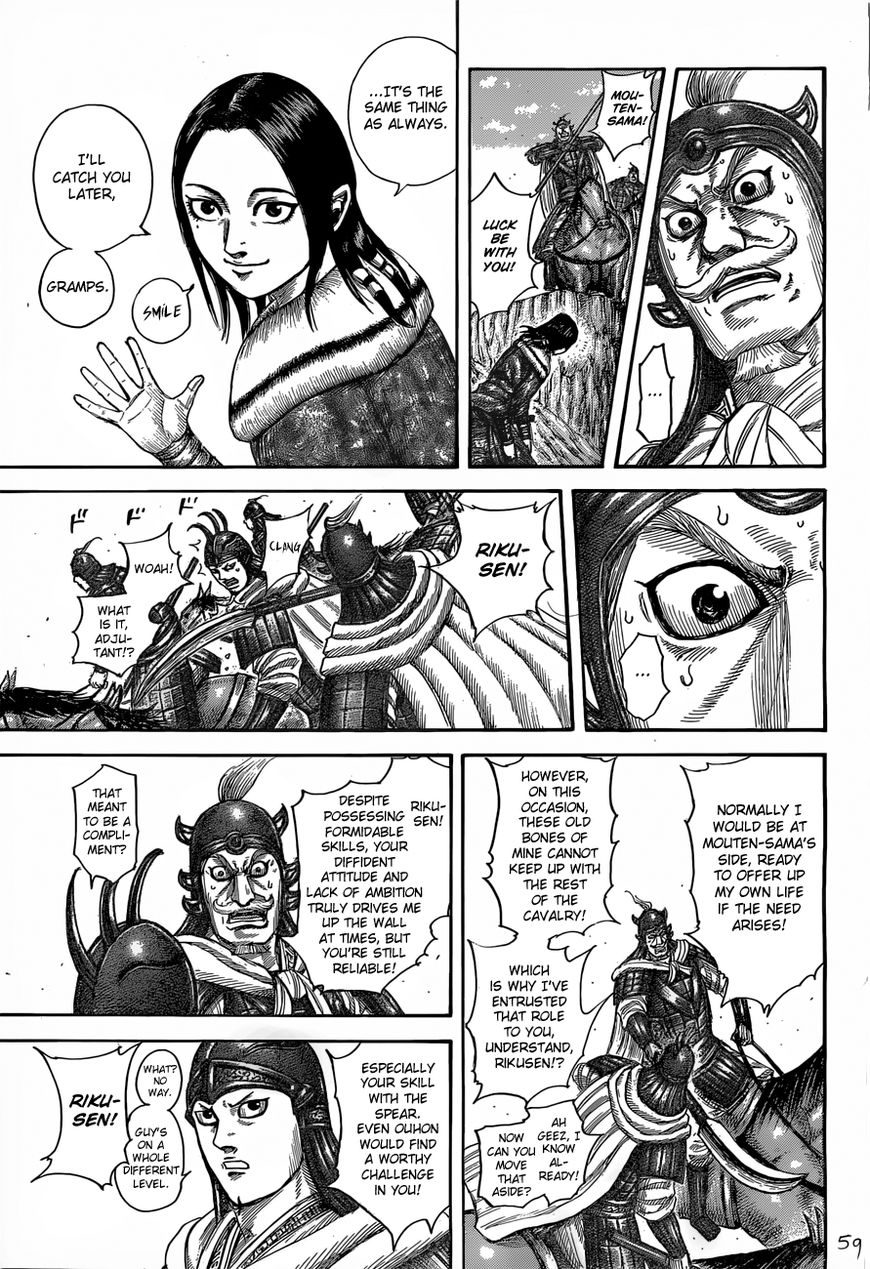 MOU-
TEN-
SAMA!
LUCK
BE
WITH
YOU!
...
...IT'S THE
SAME THING
AS ALWAYS.
I'LL
CATCH YOU
LATER,
GRAMPS.
SMILE
...
RIKU-
SEN!
CLANG
ド
ド
ド
WOAH!
WHAT
IS IT,
ADJU-
TANT!?
NORMALLY I
WOULD BE AT
MOUTEN-SAMA'S
SIDE, READY
TO OFFER UP
MY OWN LIFE
IF THE NEED
ARISES!
HOWEVER,
ON THIS
OCCASION,
THESE OLD
BONES OF
MINE CANNOT
KEEP UP WITH
THE REST
OF THE
CAVALRY!
WHICH
IS WHY I'VE
ENTRUSTED
THAT ROLE
TO YOU,
UNDERSTAND,
RIKUSEN!?
AH
GEEZ, I
KNOW
AL-
READY!
NOW
CAN YOU
MOVE
THAT
ASIDE?
RIKU-
SEN!
DESPITE
POSSESSING
FORMIDABLE
SKILLS, YOUR
DIFFIDENT
ATTITUDE AND
LACK OF AMBITION
TRULY DRIVES ME
UP THE WALL
AT TIMES, BUT
YOU'RE STILL
RELIABLE!
THAT
MEANT
TO BE A
COMPLI-
MENT?
ESPECIALLY
YOUR SKILL
WITH THE
SPEAR.
EVEN OUHON
WOULD FIND
A WORTHY
CHALLENGE
IN YOU!
WHAT?
NO
WAY.
GUY'S
ON A
WHOLE
DIFFERENT
LEVEL.
RIKU-
SEN!
59